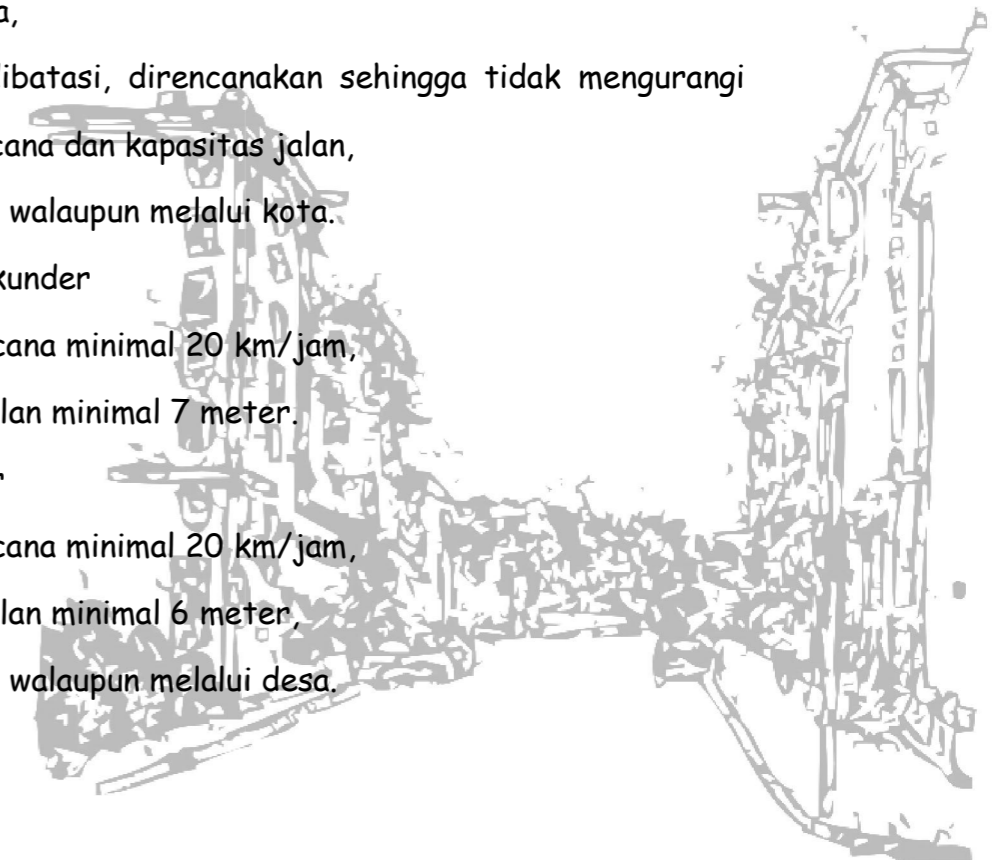 a,
libatasi, direncanakan sehingga tidak mengurangi
cana dan kapasitas jalan,
walaupun melalui kota.
kunder
cana minimal 20 km/jam,
lan minimal 7 meter.
r
cana minimal 20 km/jam,
lan minimal 6 meter,
walaupun melalui desa.